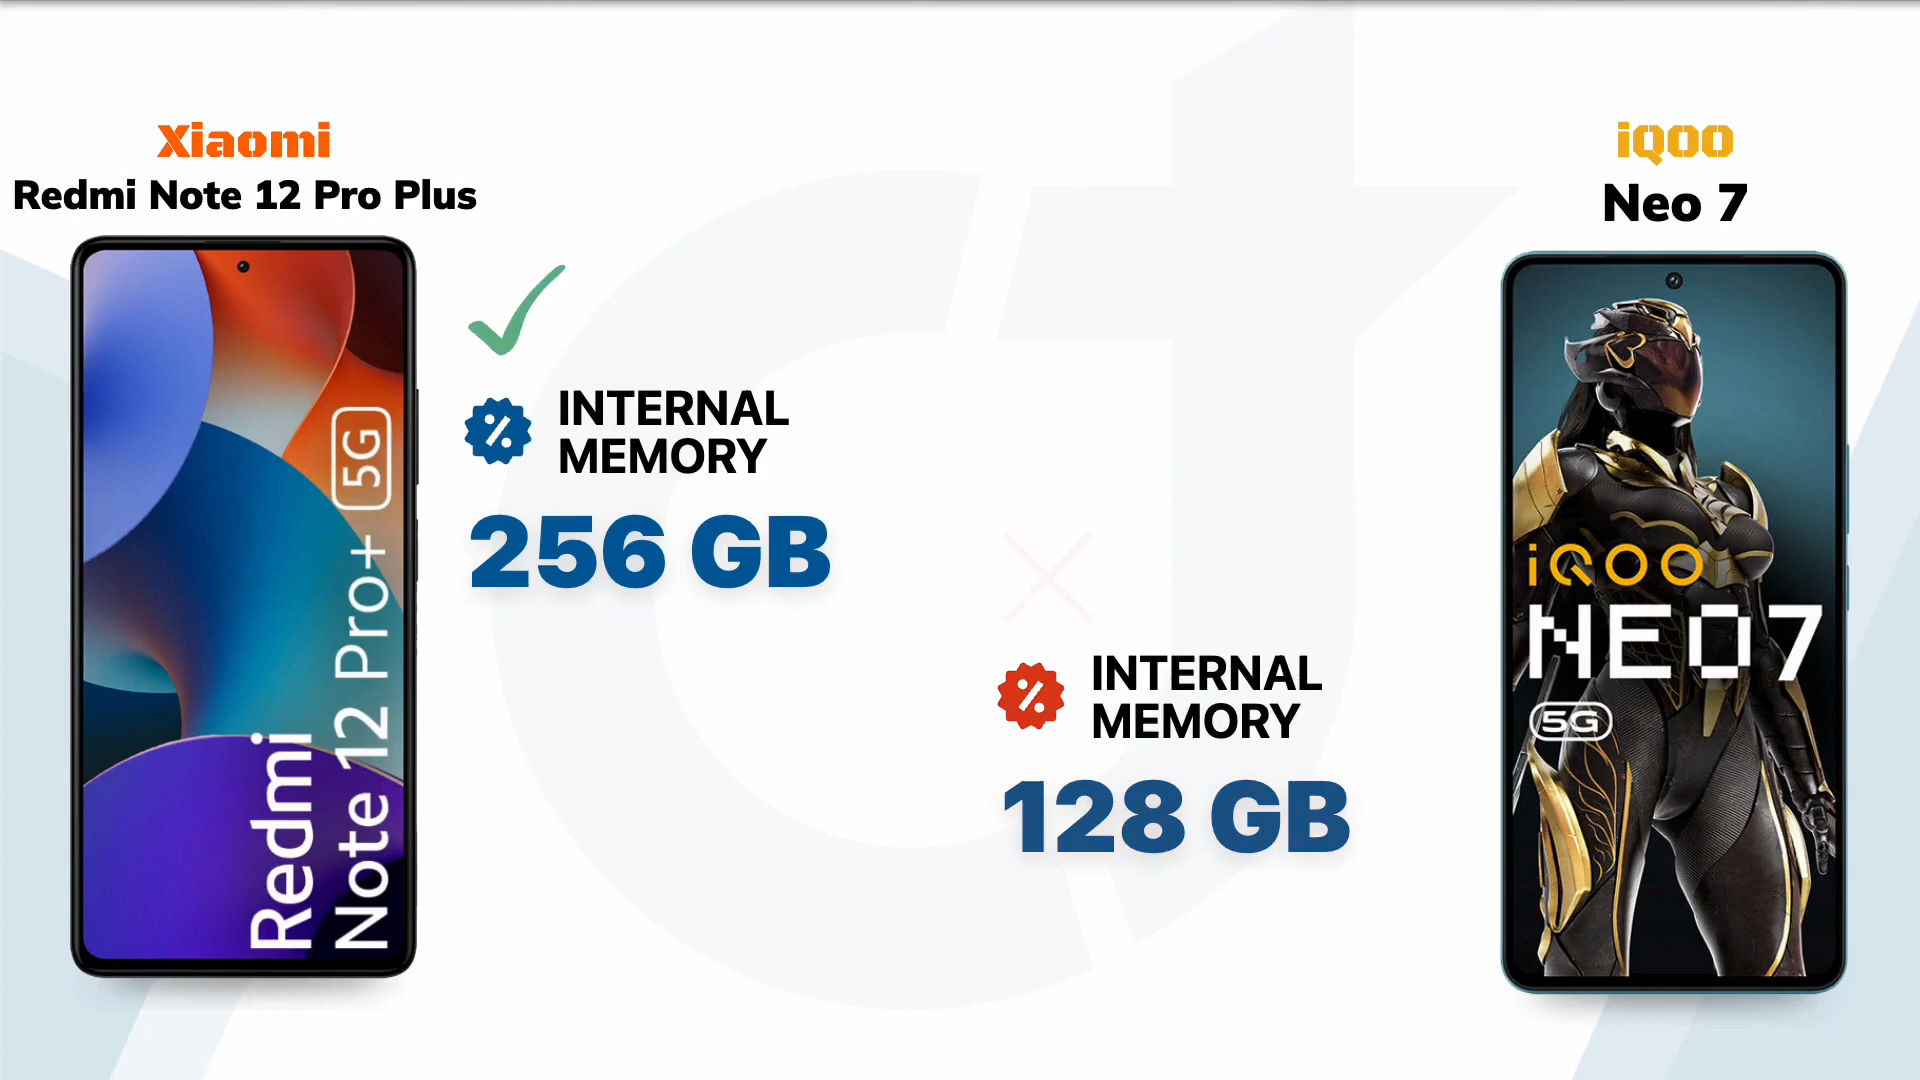 Xiaomi
Redmi Note 12 Pro Plus
Redmi
Note 12 Pro+ 5G
INTERNAL
MEMORY
256 GB
INTERNAL
MEMORY
128 GB
iQOO
Neo 7
iQOO
NEO7
5G